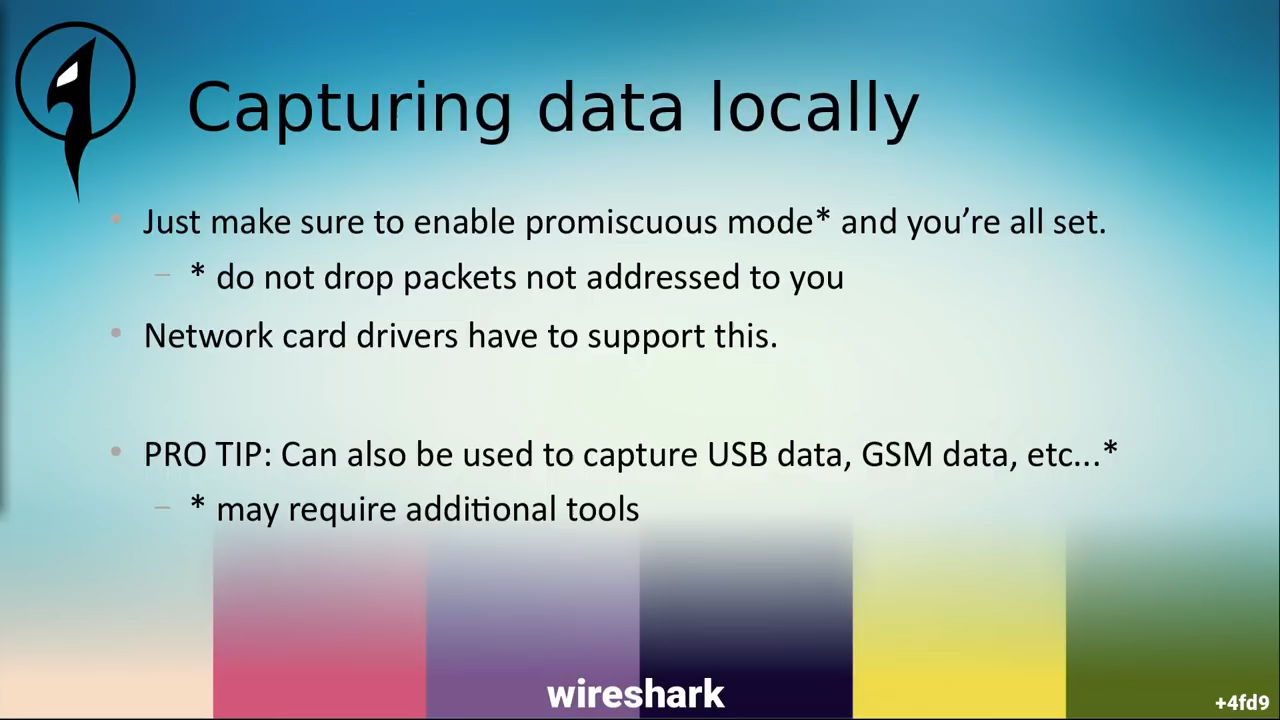 Capturing data locally
• Just make sure to enable promiscuous mode* and you’re all set.
– * do not drop packets not addressed to you
• Network card drivers have to support this.
• PRO TIP: Can also be used to capture USB data, GSM data, etc...*
– * may require additional tools
wireshark
+4fd9